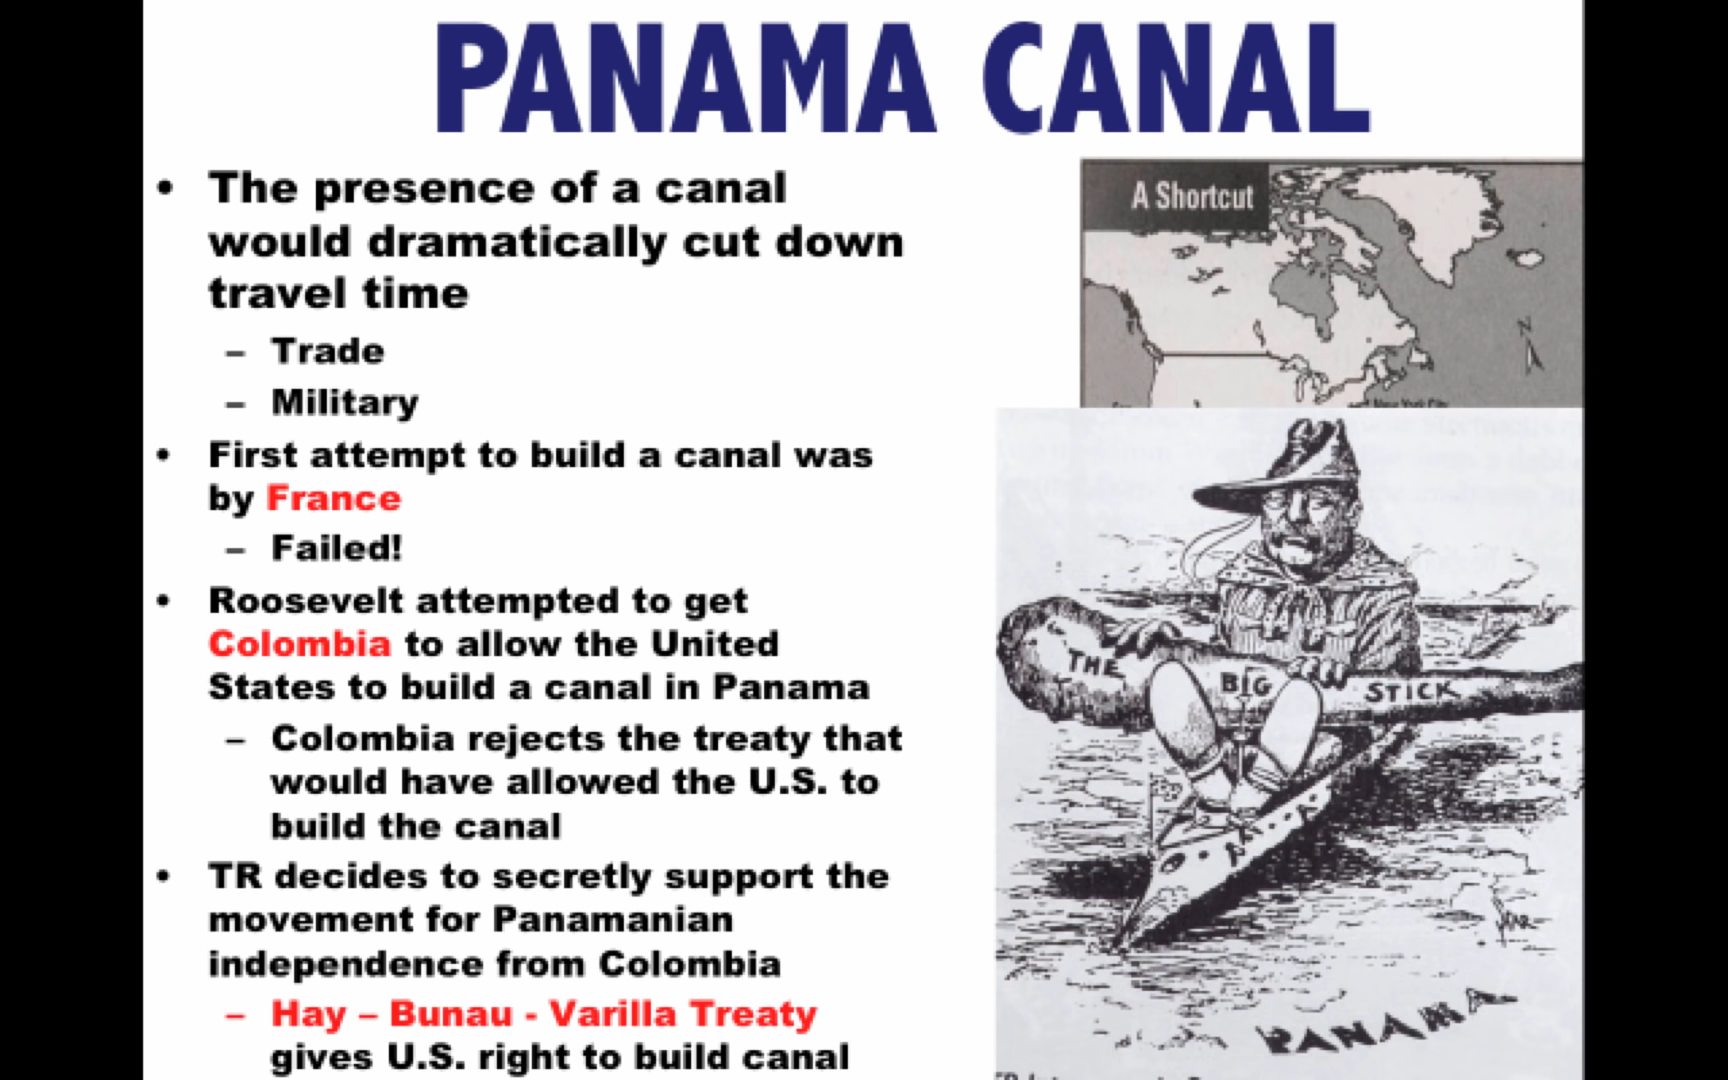 PANAMA CANAL
• The presence of a canal
would dramatically cut down
travel time
– Trade
– Military
• First attempt to build a canal was
by France
– Failed!
• Roosevelt attempted to get
Colombia to allow the United
States to build a canal in Panama
– Colombia rejects the treaty that
would have allowed the U.S. to
build the canal
• TR decides to secretly support the
movement for Panamanian
independence from Colombia
– Hay – Bunau - Varilla Treaty
gives U.S. right to build canal
A Shortcut
N
New York City
THE BIG STICK
PANAMA